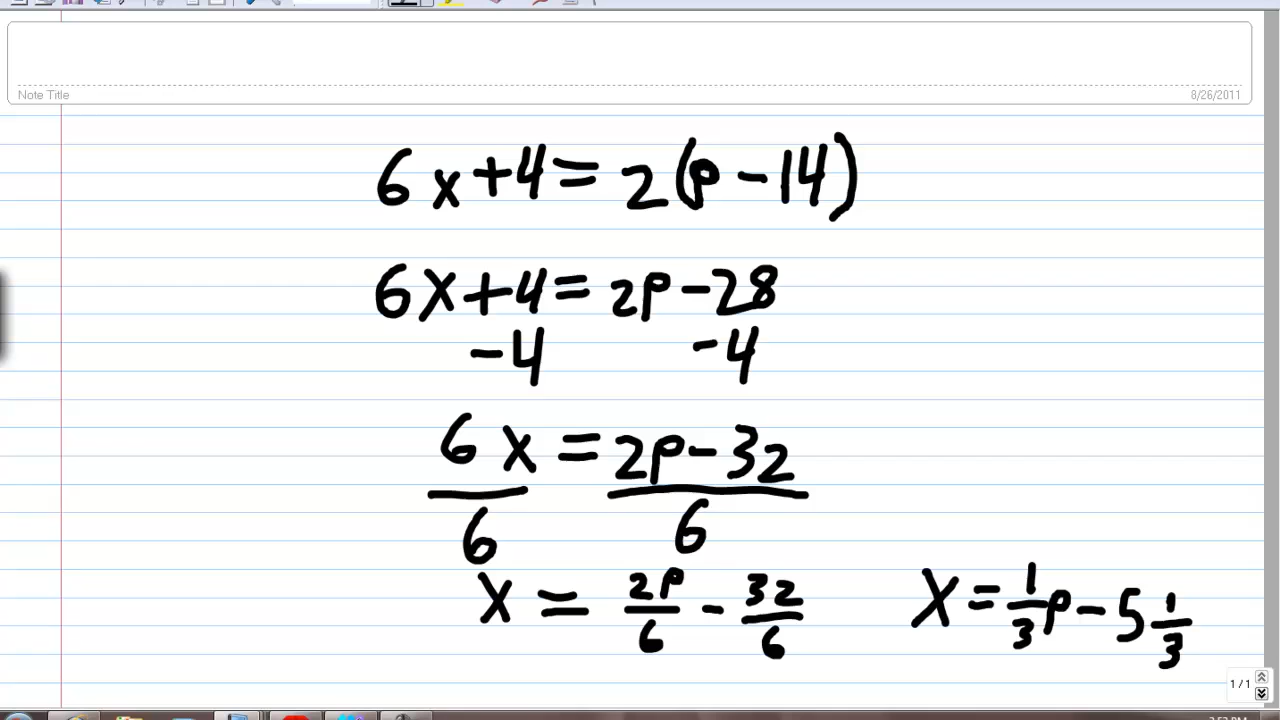 Note Title
8/26/2011
6x+4=2(p-14)
6x+4=2p-28
-4 -4
6x = 2p-32
6 6
x = 2p/6 - 32/6 x = 1/3 p - 5 1/3
1 / 1